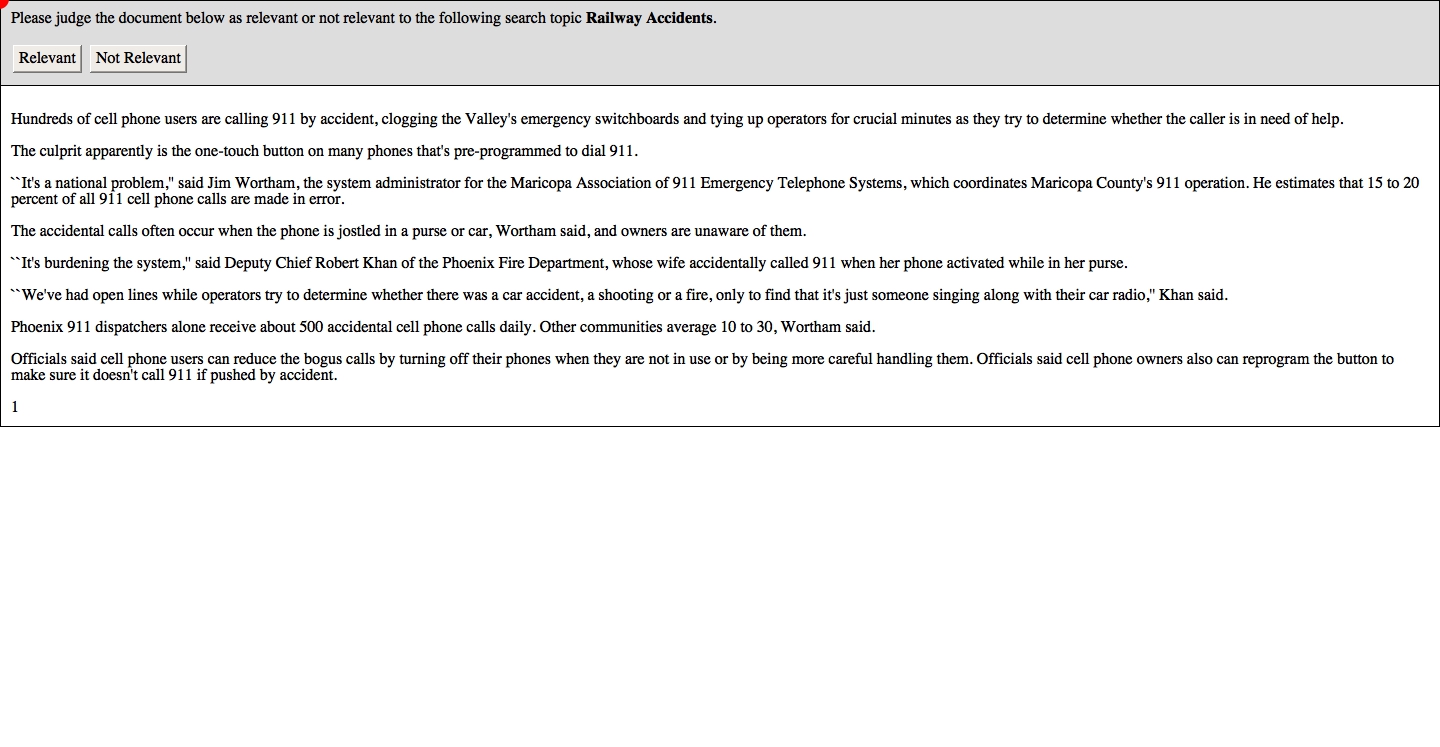 Please judge the document below as relevant or not relevant to the following search topic Railway Accidents.
Relevant Not Relevant
Hundreds of cell phone users are calling 911 by accident, clogging the Valley's emergency switchboards and tying up operators for crucial minutes as they try to determine whether the caller is in need of help.
The culprit apparently is the one-touch button on many phones that's pre-programmed to dial 911.
``It's a national problem,'' said Jim Wortham, the system administrator for the Maricopa Association of 911 Emergency Telephone Systems, which coordinates Maricopa County's 911 operation. He estimates that 15 to 20
percent of all 911 cell phone calls are made in error.
The accidental calls often occur when the phone is jostled in a purse or car, Wortham said, and owners are unaware of them.
``It's burdening the system,'' said Deputy Chief Robert Khan of the Phoenix Fire Department, whose wife accidentally called 911 when her phone activated while in her purse.
``We've had open lines while operators try to determine whether there was a car accident, a shooting or a fire, only to find that it's just someone singing along with their car radio,'' Khan said.
Phoenix 911 dispatchers alone receive about 500 accidental cell phone calls daily. Other communities average 10 to 30, Wortham said.
Officials said cell phone users can reduce the bogus calls by turning off their phones when they are not in use or by being more careful handling them. Officials said cell phone owners also can reprogram the button to
make sure it doesn't call 911 if pushed by accident.
1